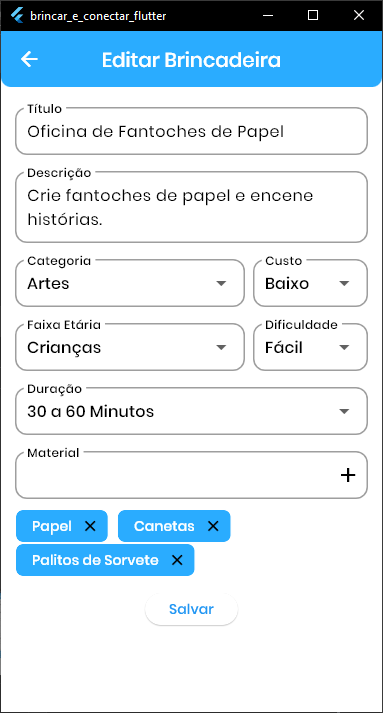 brincar_e_conectar_flutter
Editar Brincadeira
Título
Oficina de Fantoches de Papel
Descrição
Crie fantoches de papel e encene
histórias.
Categoria
Custo
Artes
Baixo
Faixa Etária
Dificuldade
Crianças
Fácil
Duração
30 a 60 Minutos
Material
Papel
Canetas
Palitos de Sorvete
Salvar